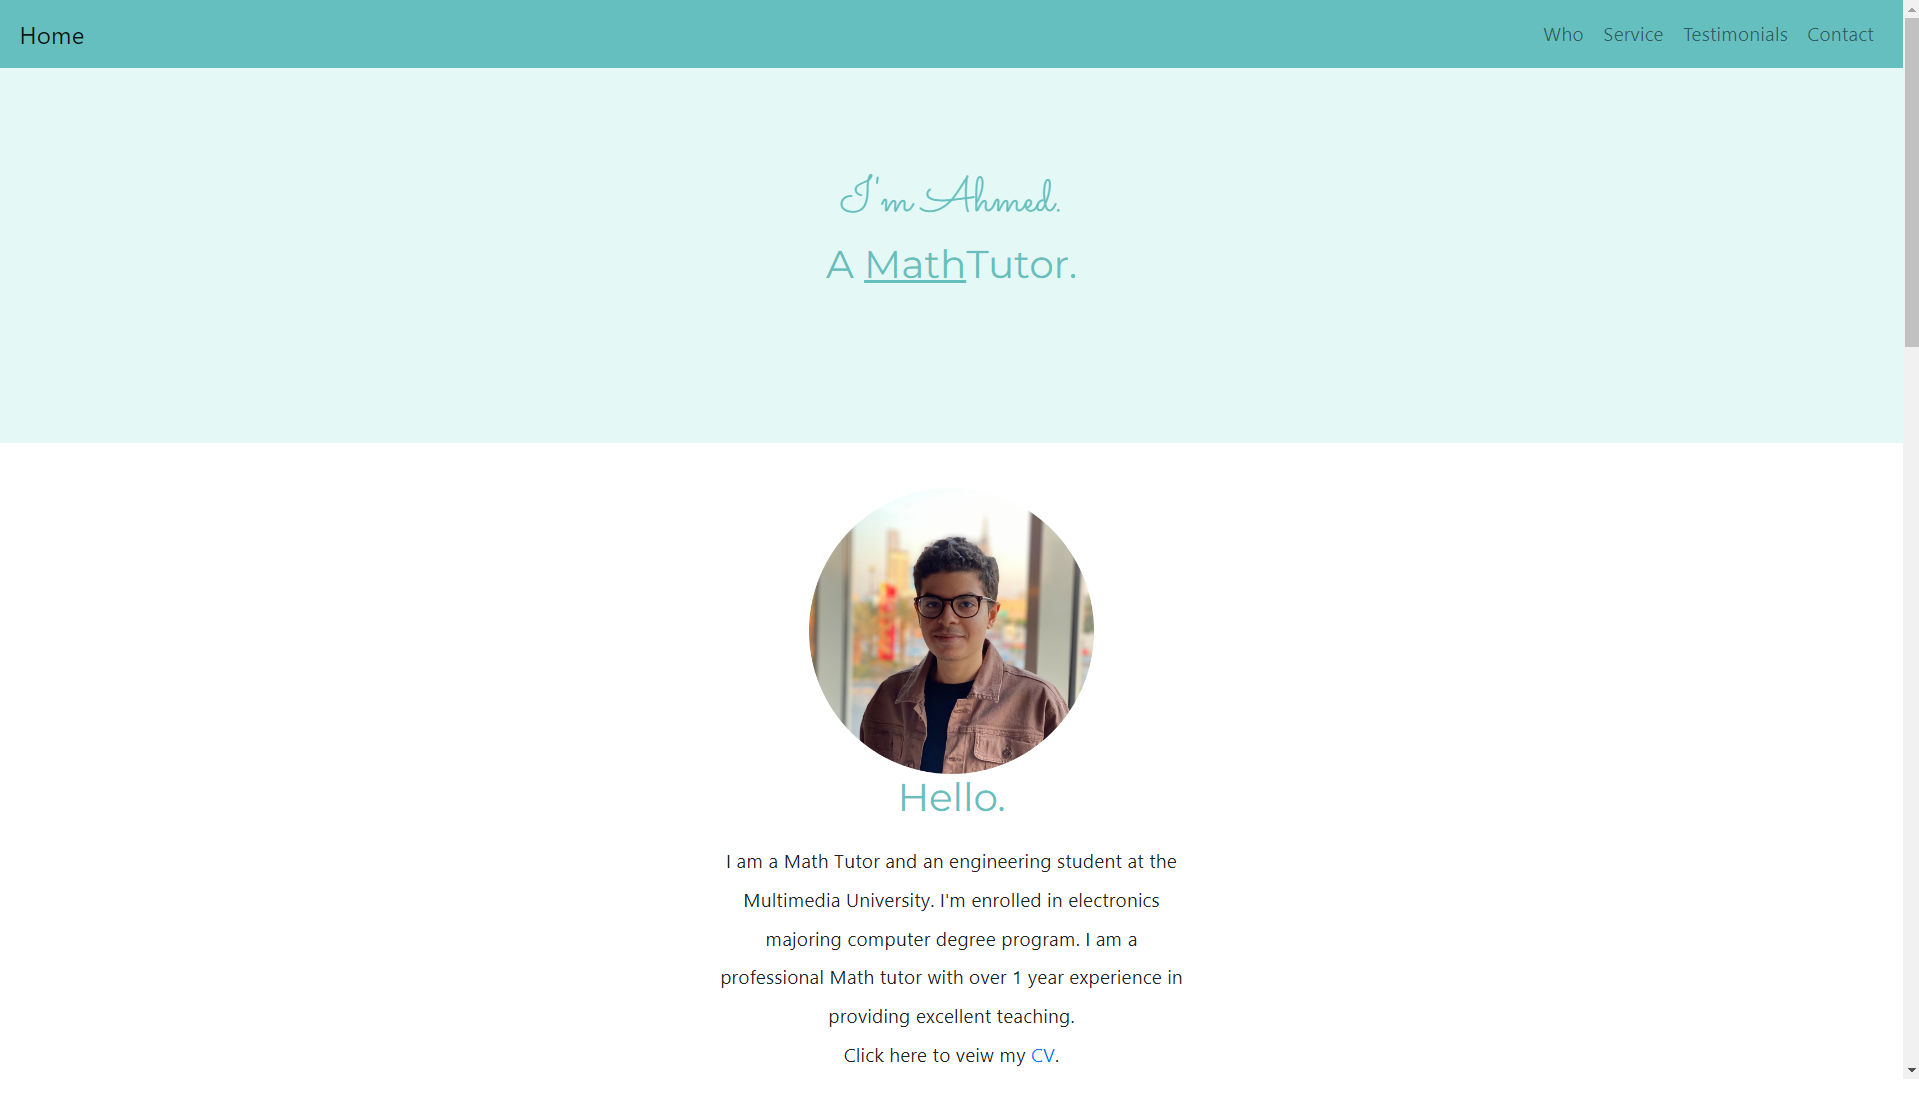 Home
Who Service Testimonials Contact
I'm Ahmed.
A MathTutor.
Hello.
I am a Math Tutor and an engineering student at the
Multimedia University. I'm enrolled in electronics
majoring computer degree program. I am a
professional Math tutor with over 1 year experience in
providing excellent teaching.
Click here to veiw my CV.